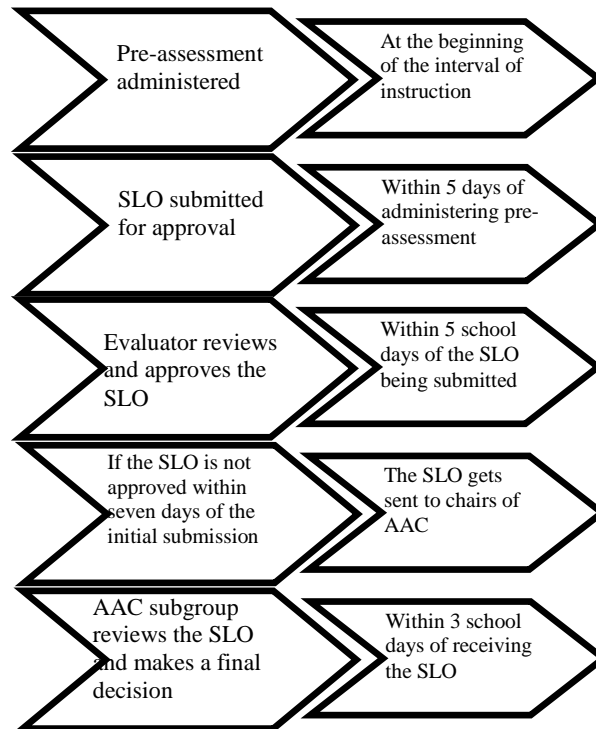 Pre-assessment
administered
At the beginning
of the interval of
instruction
SLO submitted
for approval
Within 5 days of
administering pre-
assessment
Evaluator reviews
and approves the
SLO
Within 5 school
days of the SLO
being submitted
If the SLO is not
approved within
seven days of the
initial submission
The SLO gets
sent to chairs of
AAC
AAC subgroup
reviews the SLO
and makes a final
decision
Within 3 school
days of receiving
the SLO